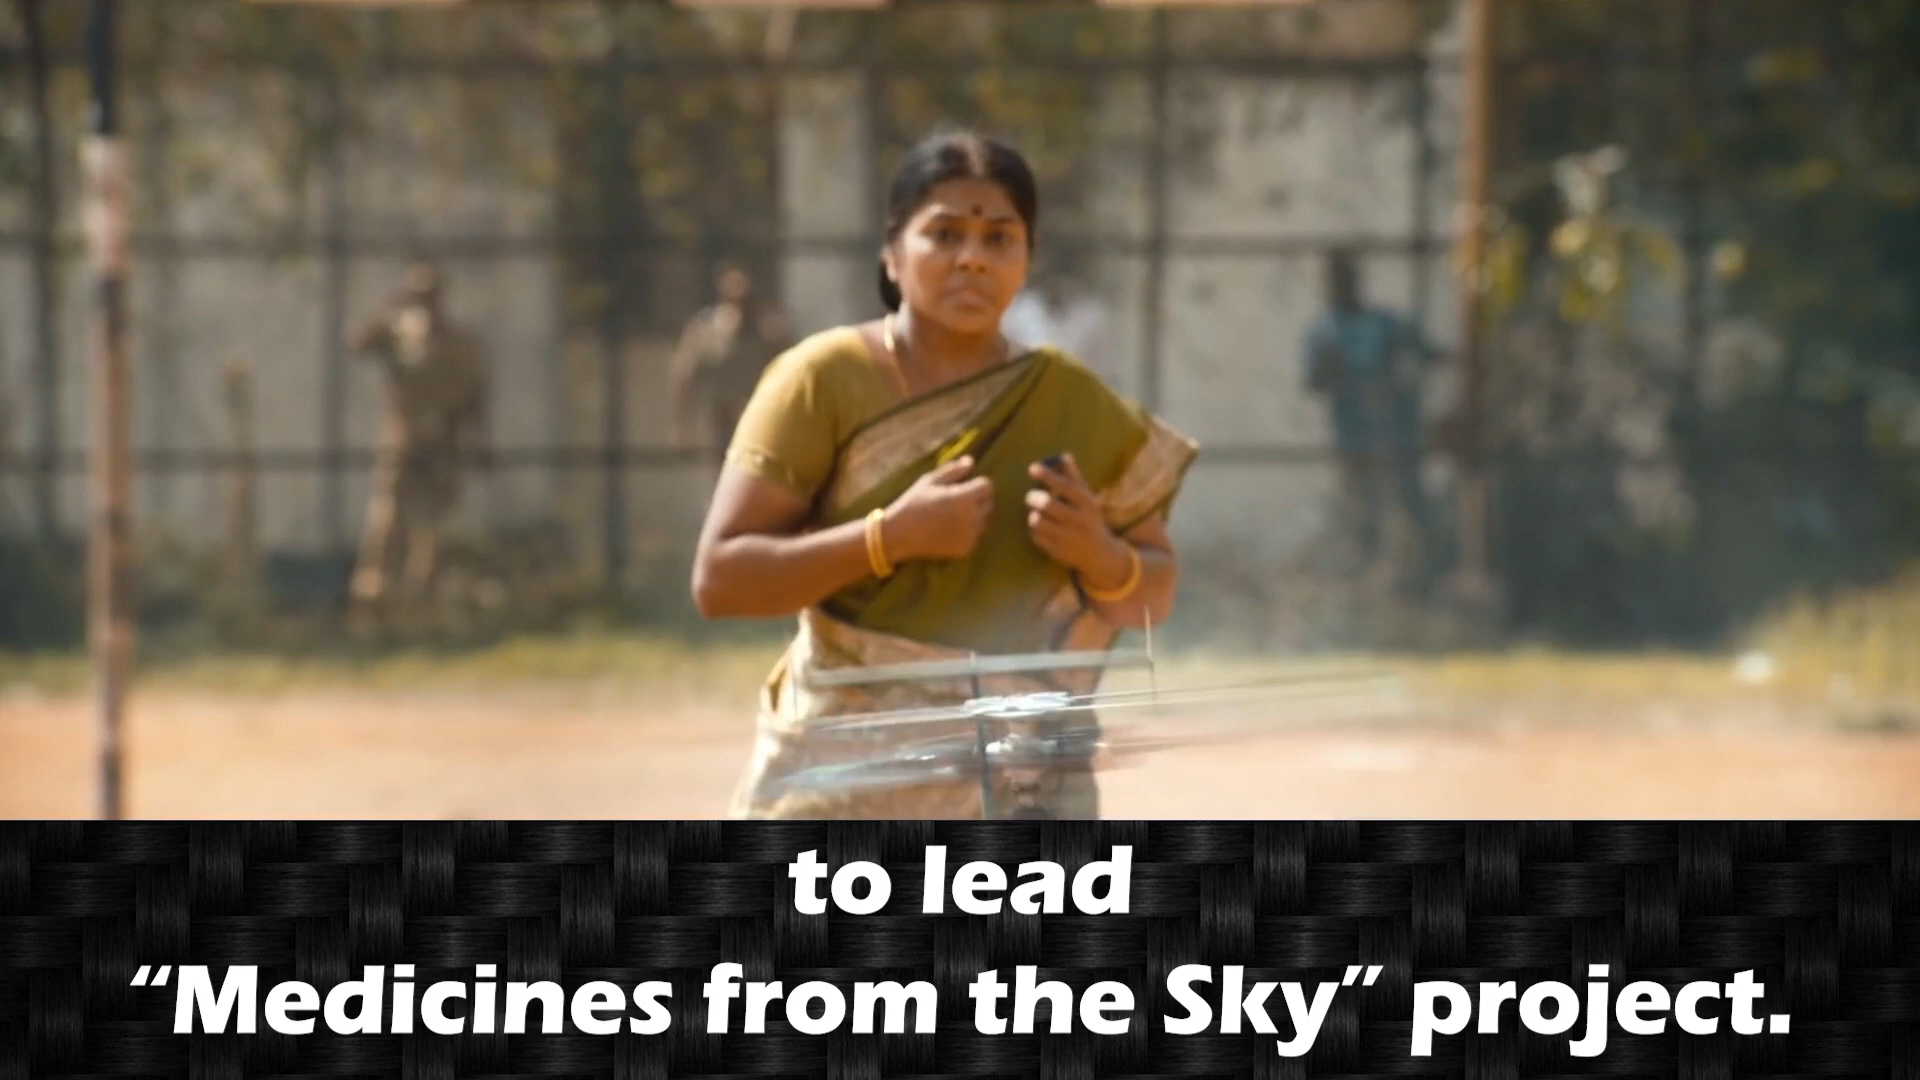 to lead
“Medicines from the Sky” project.